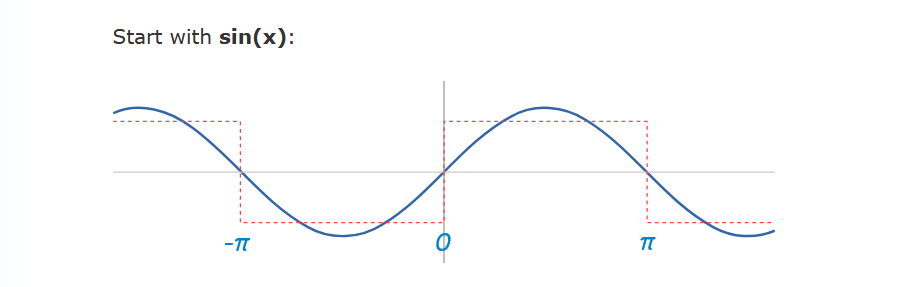 Start with sin(x):
-π 0 π